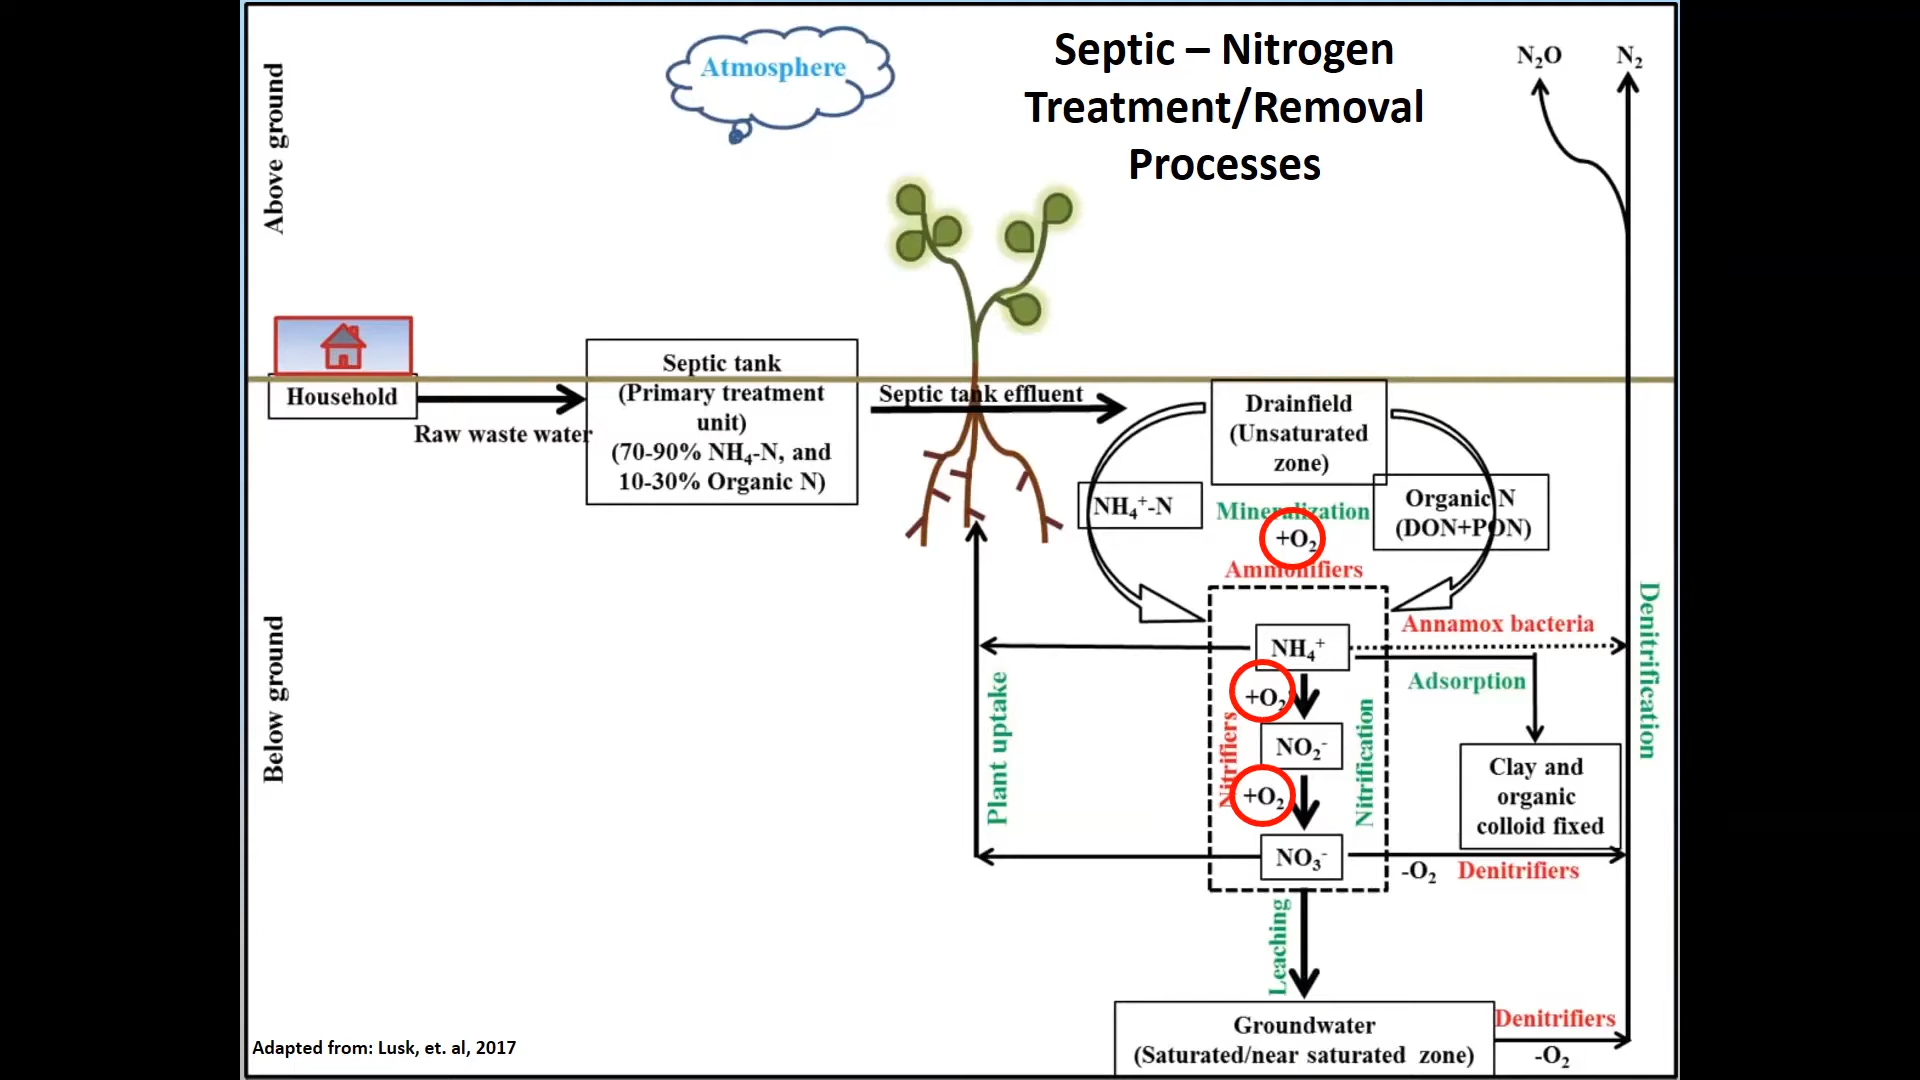 Septic – Nitrogen
Treatment/Removal
Processes
Atmosphere
N₂O
N₂
Above ground
Household
Raw waste water
Septic tank
(Primary treatment
unit)
(70-90% NH₄-N, and
10-30% Organic N)
Septic tank effluent
Drainfield
(Unsaturated
zone)
NH₄⁺-N
Organic N
(DON+PON)
Mineralization
+O₂
Ammonifiers
Below ground
NH₄⁺
Annamox bacteria
Adsorption
Denitrification
Plant uptake
+O₂
Nitrifiers
NO₂⁻
Nitrification
+O₂
NO₃⁻
Clay and
organic
colloid fixed
-O₂
Denitrifiers
Leaching
Groundwater
(Saturated/near saturated zone)
Denitrifiers
-O₂
Adapted from: Lusk, et. al, 2017